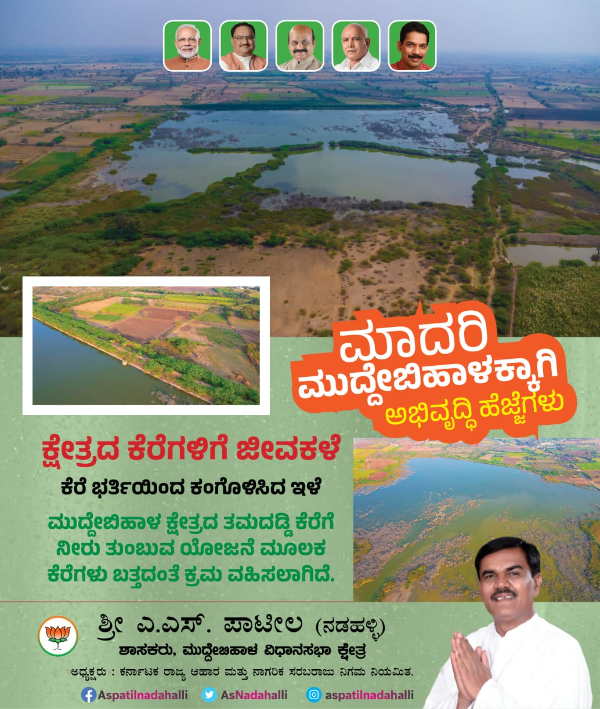 ಮಾದರಿ
ಮುದ್ದೇಬಿಹಾಳಕ್ಕಾಗಿ
ಅಭಿವೃದ್ಧಿ ಹೆಜ್ಜೆಗಳು
ಕ್ಷೇತ್ರದ ಕೆರೆಗಳಿಗೆ ಜೀವಕಳೆ
ಕೆರೆ ಭರ್ತಿಯಿಂದ ಕಂಗೊಳಿಸಿದ ಇಳೆ
ಮುದ್ದೇಬಿಹಾಳ ಕ್ಷೇತ್ರದ ತಮದಡ್ಡಿ ಕೆರೆಗೆ
ನೀರು ತುಂಬುವ ಯೋಜನೆ ಮೂಲಕ
ಕೆರೆಗಳು ಬತ್ತದಂತೆ ಕ್ರಮ ವಹಿಸಲಾಗಿದೆ.
ಶ್ರೀ ಎ.ಎಸ್. ಪಾಟೀಲ (ನಡಹಳ್ಳಿ)
ಶಾಸಕರು, ಮುದ್ದೇಬಿಹಾಳ ವಿಧಾನಸಭಾ ಕ್ಷೇತ್ರ
ಅಧ್ಯಕ್ಷರು : ಕರ್ನಾಟಕ ರಾಜ್ಯ ಆಹಾರ ಮತ್ತು ನಾಗರಿಕ ಸರಬರಾಜು ನಿಗಮ ನಿಯಮಿತ.
Aspatilnadahalli AsNadahalli aspatilnadahalli